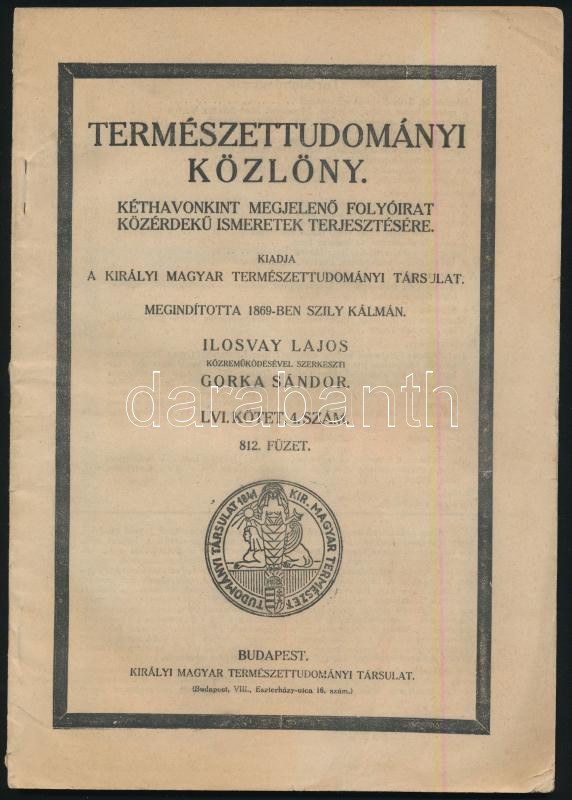 TERMÉSZETTUDOMÁNYI
KÖZLÖNY.
KÉTHAVONKINT MEGJELENŐ FOLYÓIRAT
KÖZÉRDEKŰ ISMERETEK TERJESZTÉSÉRE.
KIADJA
A KIRÁLYI MAGYAR TERMÉSZETTUDOMÁNYI TÁRSULAT.
MEGINDÍTOTTA 1869-BEN SZILY KÁLMÁN.
ILOSVAY LAJOS
KÖZREMŰKÖDÉSÉVEL SZERKESZTI
GORKA SÁNDOR.
darabanth
LVI. KÖTET, 4. SZÁM.
812. FÜZET.
KIR. MAGYAR TERMÉSZET
TUDOMÁNYI TÁRSULAT 1841
BUDAPEST.
KIRÁLYI MAGYAR TERMÉSZETTUDOMÁNYI TÁRSULAT.
(Budapest, VIII., Eszterházy-utca 16. szám.)